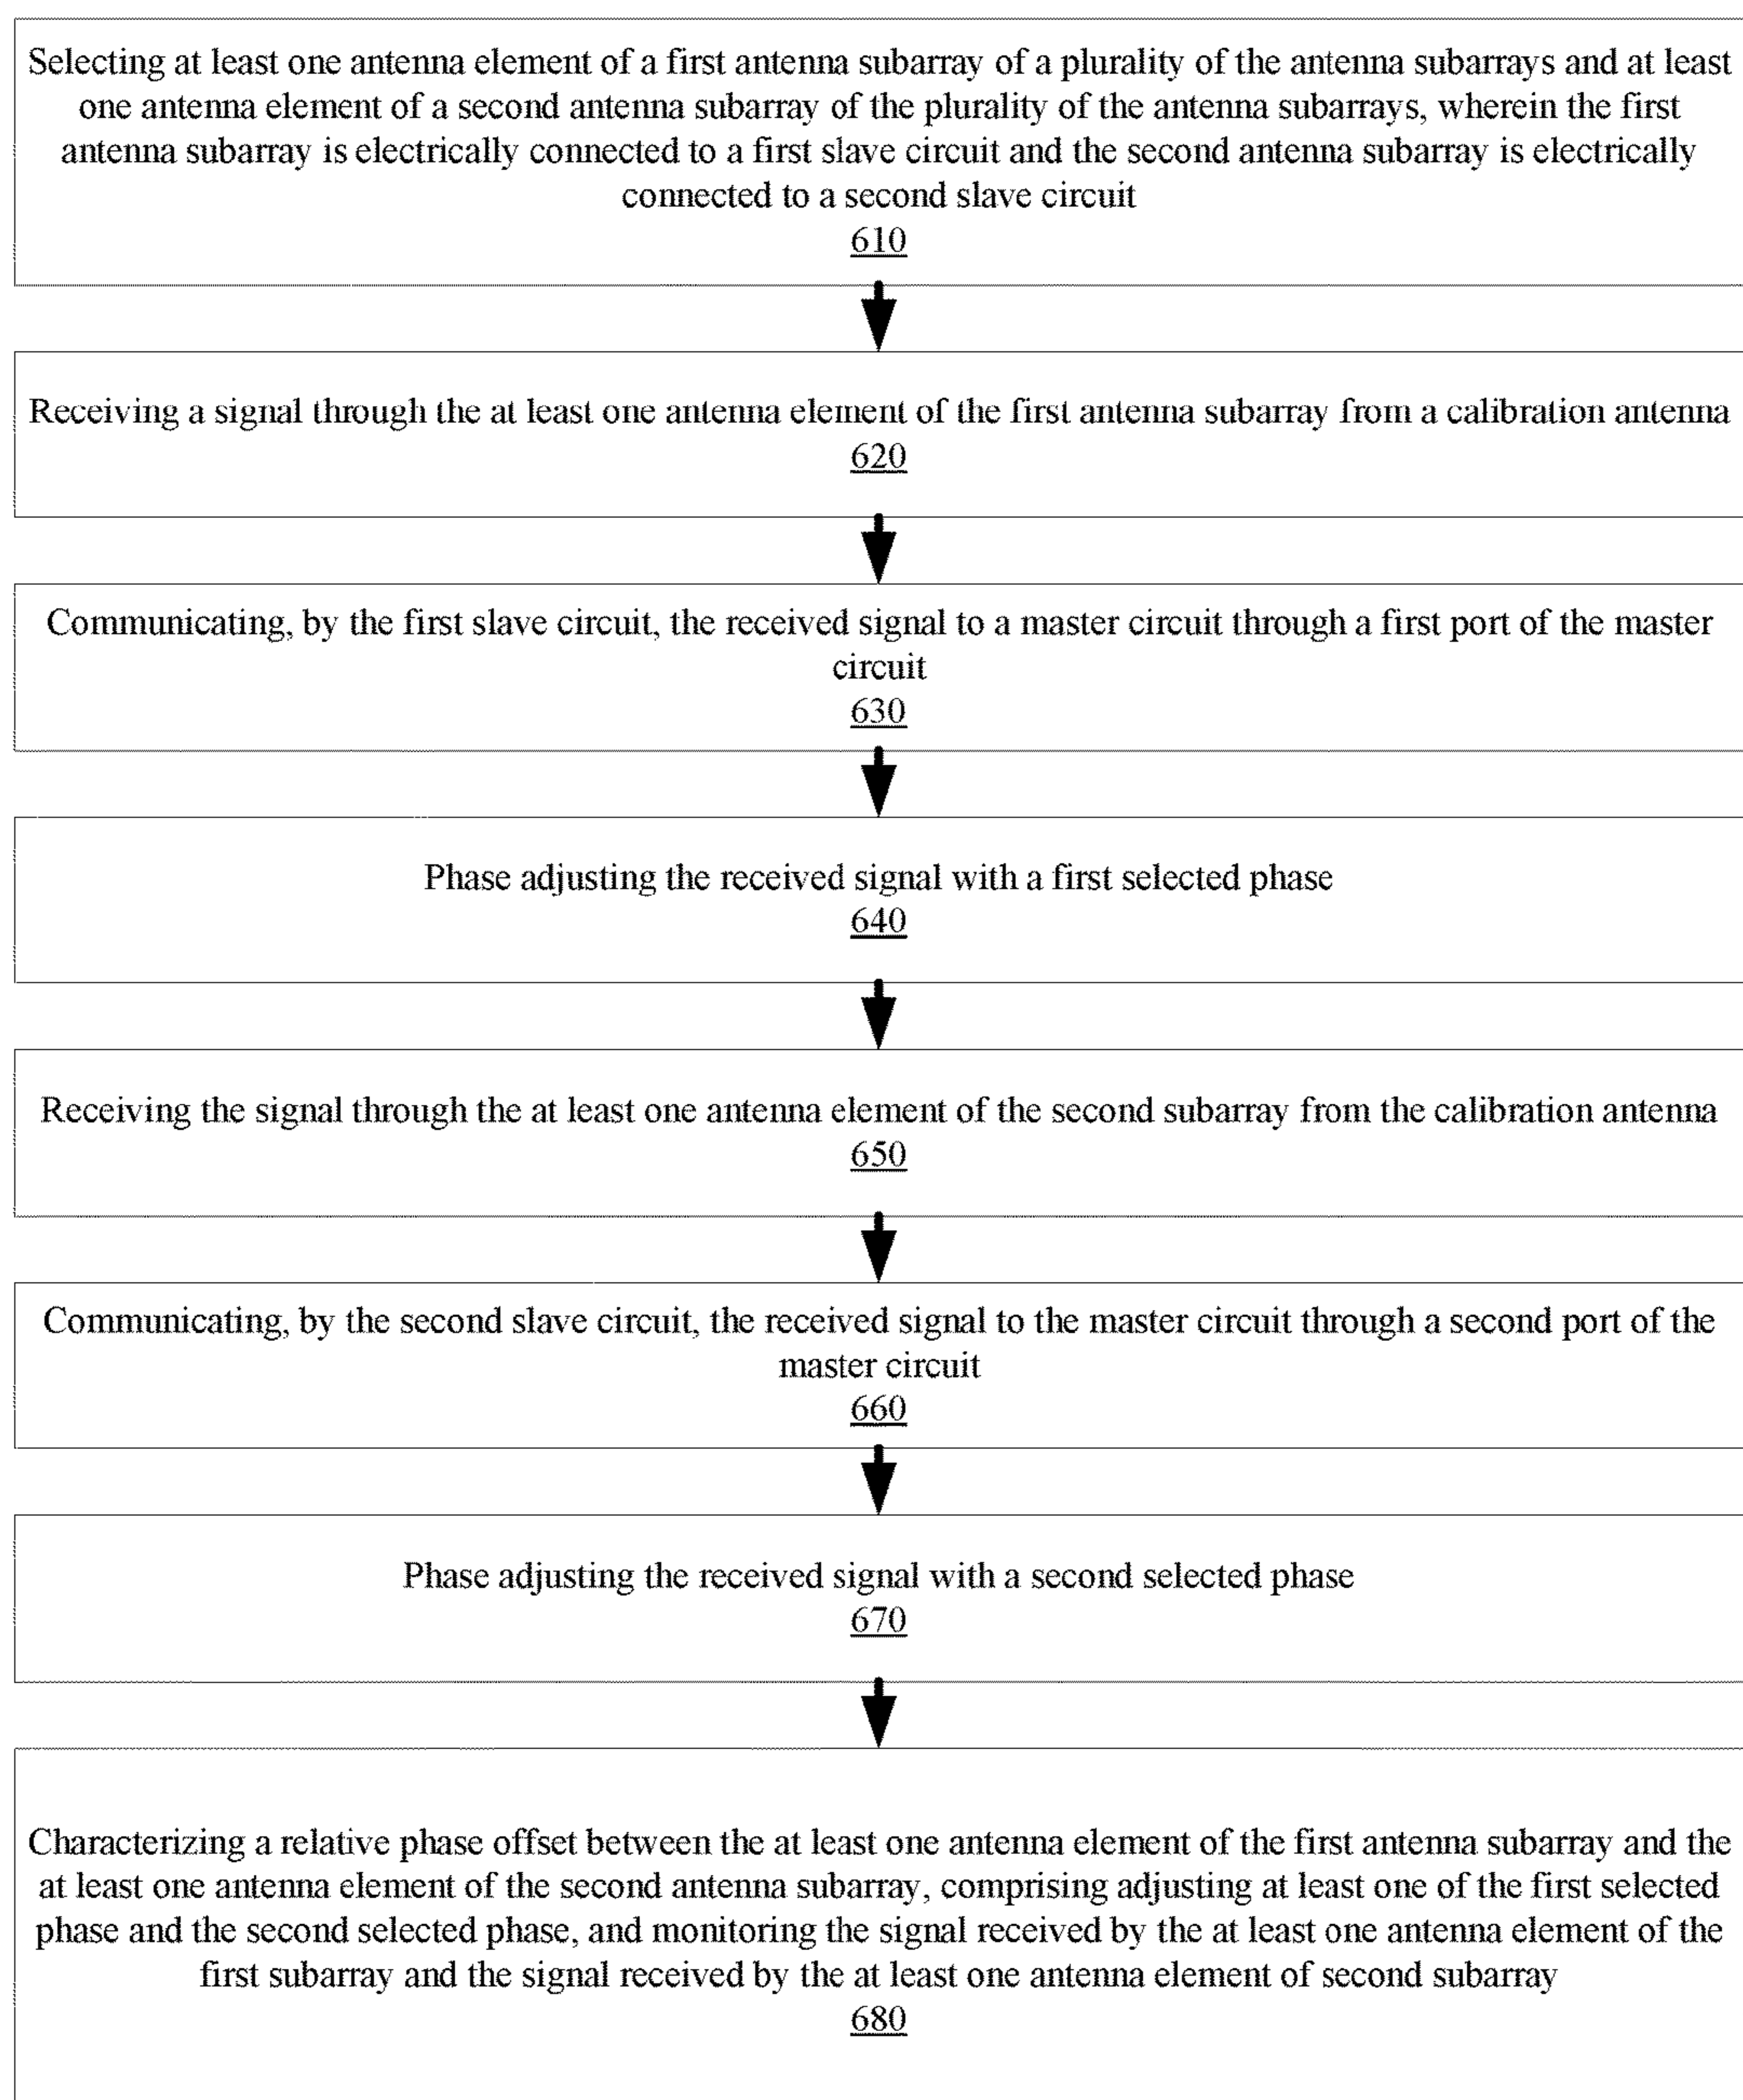 Selecting at least one antenna element of a first antenna subarray of a plurality of the antenna subarrays and at least
one antenna element of a second antenna subarray of the plurality of the antenna subarrays, wherein the first
antenna subarray is electrically connected to a first slave circuit and the second antenna subarray is electrically
connected to a second slave circuit
610
Receiving a signal through the at least one antenna element of the first antenna subarray from a calibration antenna
620
Communicating, by the first slave circuit, the received signal to a master circuit through a first port of the master
circuit
630
Phase adjusting the received signal with a first selected phase
640
Receiving the signal through the at least one antenna element of the second subarray from the calibration antenna
650
Communicating, by the second slave circuit, the received signal to the master circuit through a second port of the
master circuit
660
Phase adjusting the received signal with a second selected phase
670
Characterizing a relative phase offset between the at least one antenna element of the first antenna subarray and the
at least one antenna element of the second antenna subarray, comprising adjusting at least one of the first selected
phase and the second selected phase, and monitoring the signal received by the at least one antenna element of the
first subarray and the signal received by the at least one antenna element of second subarray
680